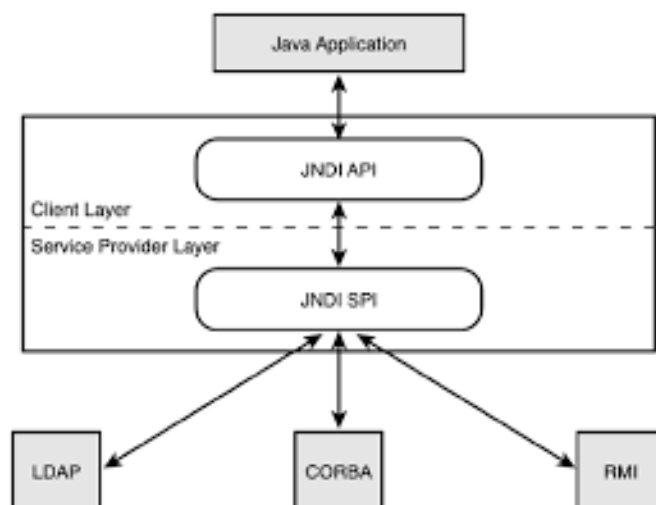 Java Application
JNDI API
Client Layer
Service Provider Layer
JNDI SPI
LDAP
CORBA
RMI